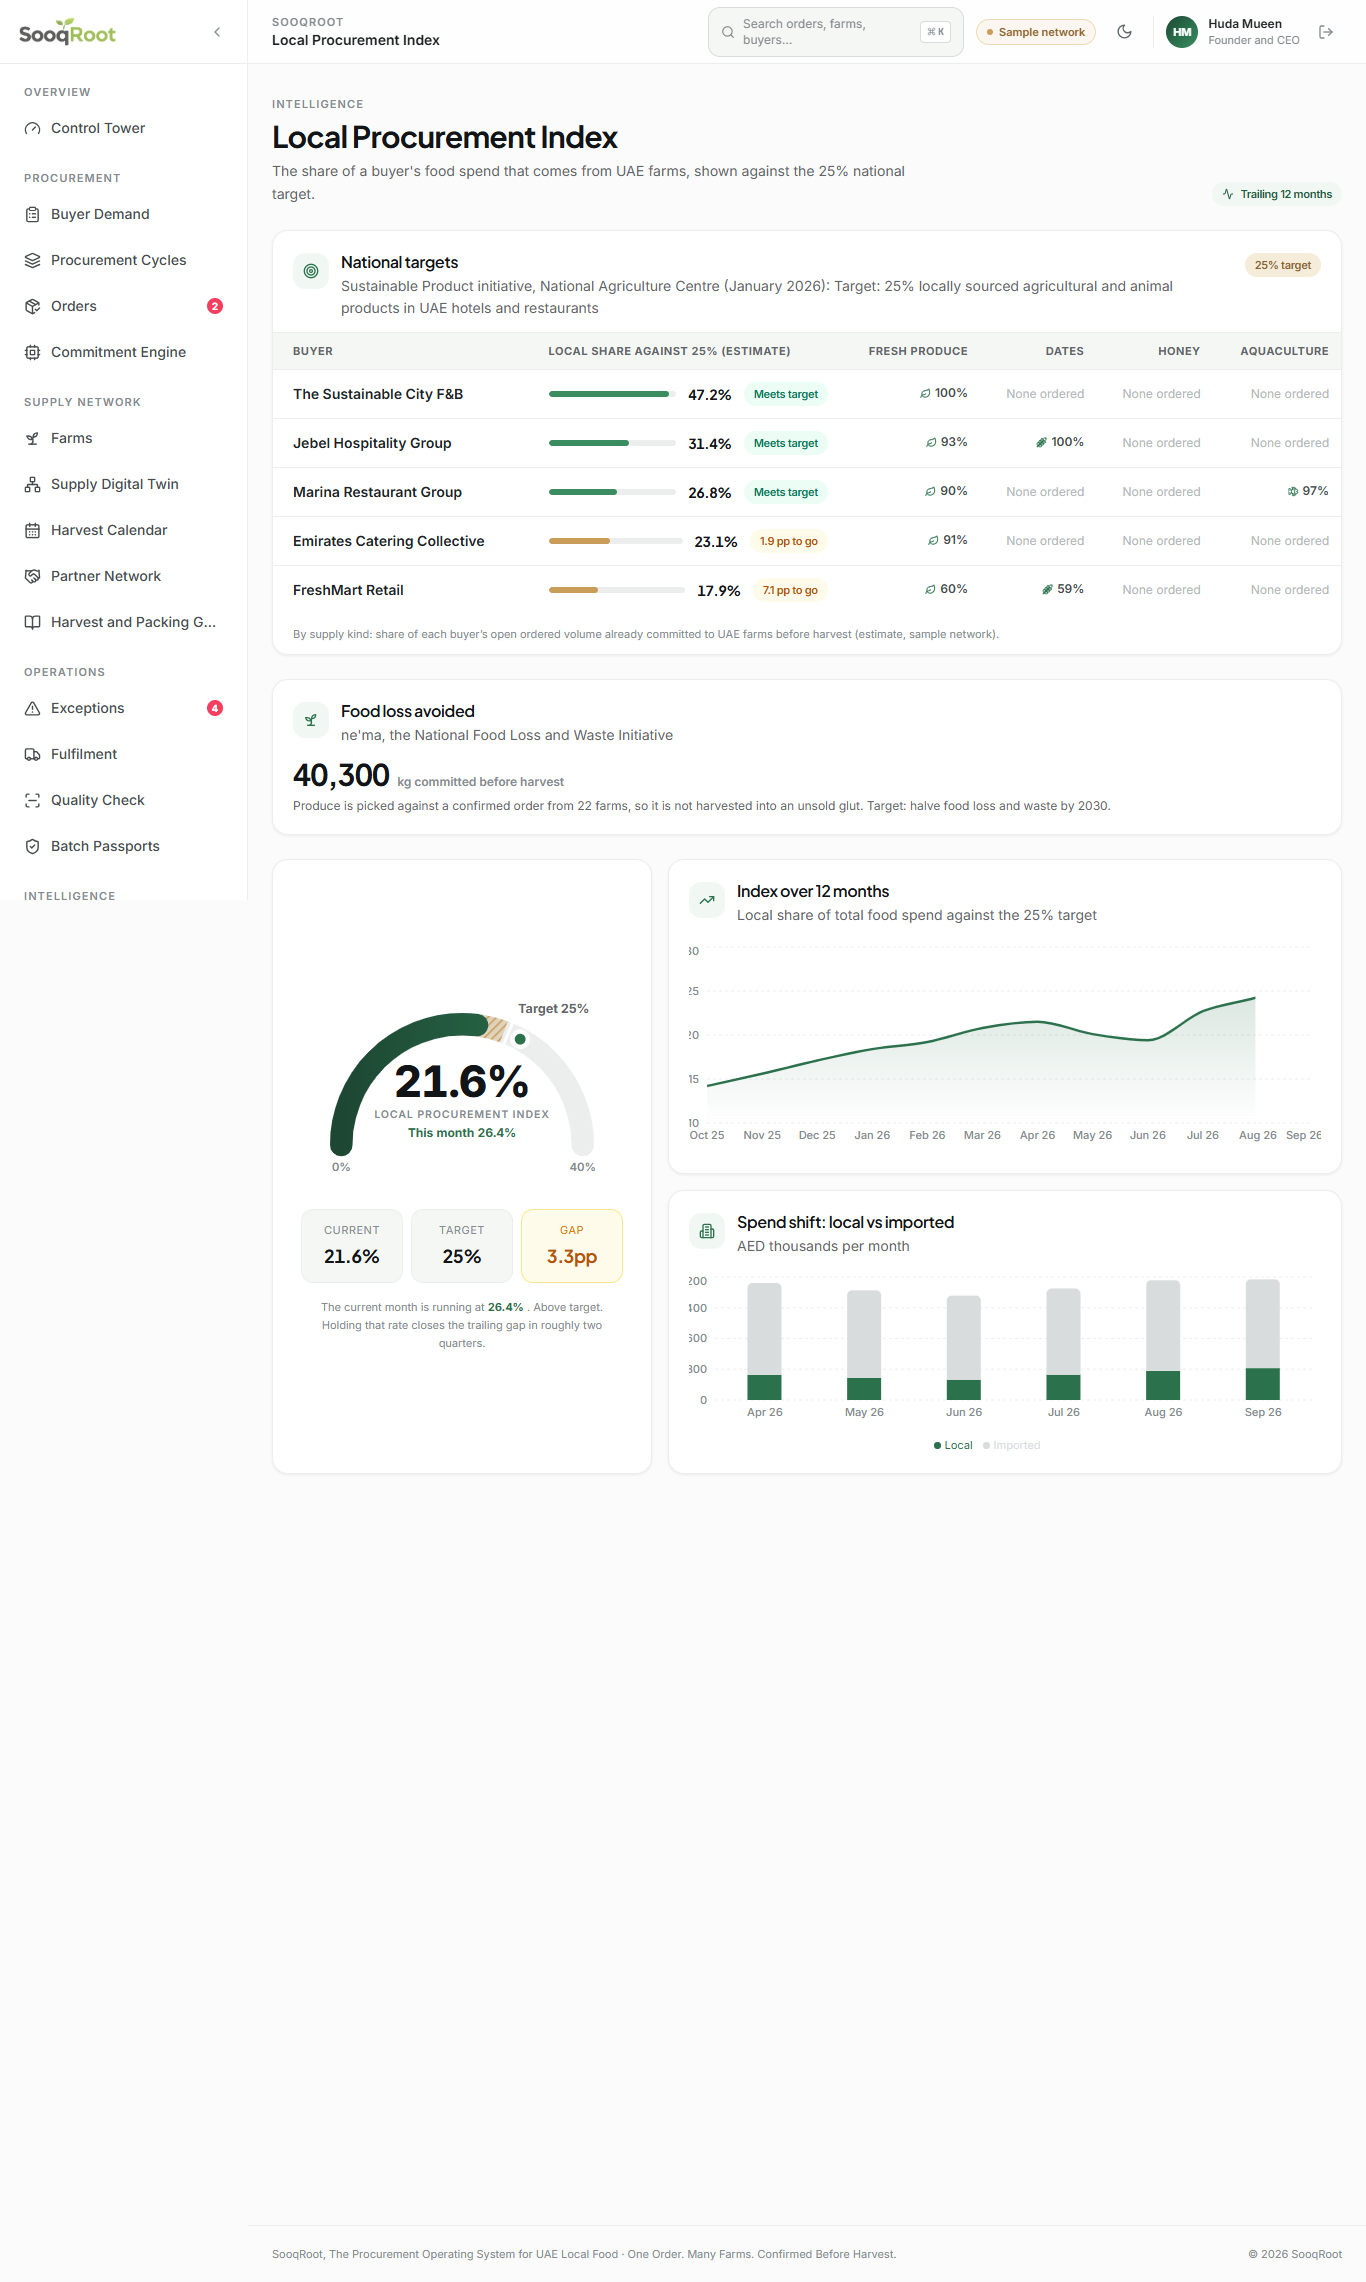 SooqRoot
SOOQROOT
Local Procurement Index
Search orders, farms,
buyers...
⌘ K
Sample network
HM
Huda Mueen
Founder and CEO
OVERVIEW
Control Tower
PROCUREMENT
Buyer Demand
Procurement Cycles
Orders
2
Commitment Engine
SUPPLY NETWORK
Farms
Supply Digital Twin
Harvest Calendar
Partner Network
Harvest and Packing G...
OPERATIONS
Exceptions
4
Fulfilment
Quality Check
Batch Passports
INTELLIGENCE
INTELLIGENCE
Local Procurement Index
The share of a buyer's food spend that comes from UAE farms, shown against the 25% national
target.
Trailing 12 months
National targets
Sustainable Product initiative, National Agriculture Centre (January 2026): Target: 25% locally sourced agricultural and animal
products in UAE hotels and restaurants
25% target
BUYER LOCAL SHARE AGAINST 25% (ESTIMATE) FRESH PRODUCE DATES HONEY AQUACULTURE
The Sustainable City F&B 47.2% Meets target 100% None ordered None ordered None ordered
Jebel Hospitality Group 31.4% Meets target 93% 100% None ordered None ordered
Marina Restaurant Group 26.8% Meets target 90% None ordered None ordered 97%
Emirates Catering Collective 23.1% 1.9 pp to go 91% None ordered None ordered None ordered
FreshMart Retail 17.9% 7.1 pp to go 60% 59% None ordered None ordered
By supply kind: share of each buyer's open ordered volume already committed to UAE farms before harvest (estimate, sample network).
Food loss avoided
ne'ma, the National Food Loss and Waste Initiative
40,300 kg committed before harvest
Produce is picked against a confirmed order from 22 farms, so it is not harvested into an unsold glut. Target: halve food loss and waste by 2030.
Target 25%
21.6%
LOCAL PROCUREMENT INDEX
This month 26.4%
0% 40%
CURRENT TARGET GAP
21.6% 25% 3.3pp
The current month is running at 26.4% . Above target.
Holding that rate closes the trailing gap in roughly two
quarters.
Index over 12 months
Local share of total food spend against the 25% target
30
25
20
15
10
Oct 25 Nov 25 Dec 25 Jan 26 Feb 26 Mar 26 Apr 26 May 26 Jun 26 Jul 26 Aug 26 Sep 26
Spend shift: local vs imported
AED thousands per month
200
400
600
300
0
Apr 26 May 26 Jun 26 Jul 26 Aug 26 Sep 26
Local Imported
SooqRoot, The Procurement Operating System for UAE Local Food · One Order. Many Farms. Confirmed Before Harvest.
© 2026 SooqRoot